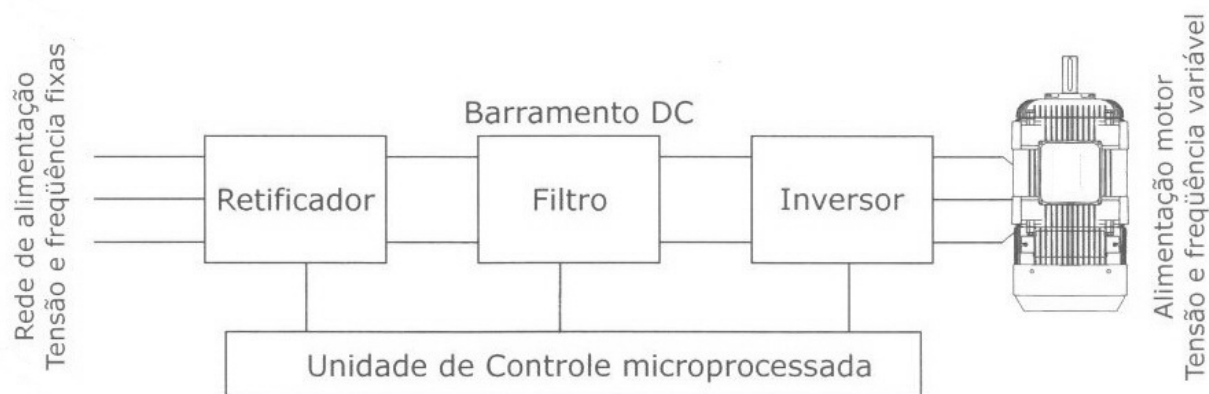 Rede de alimentação
Tensão e freqüência fixas
Barramento DC
Retificador
Filtro
Inversor
Unidade de Controle microprocessada
Alimentação motor
Tensão e freqüência variável